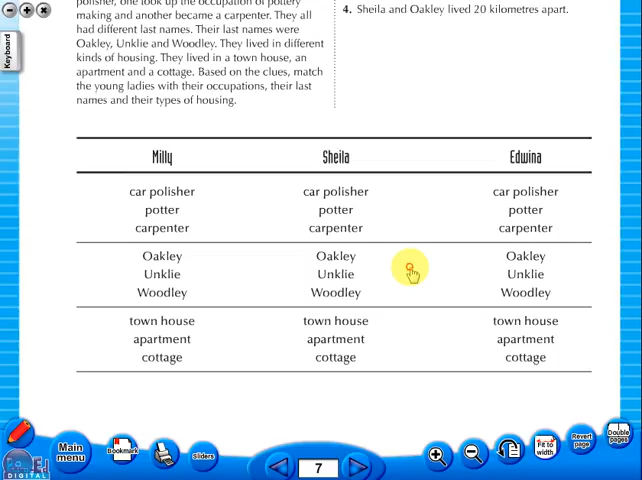 Keyboard
polisher, one took up the occupation of pottery
making and another became a carpenter. They all
had different last names. Their last names were
Oakley, Unklie and Woodley. They lived in different
kinds of housing. They lived in a town house, an
apartment and a cottage. Based on the clues, match
the young ladies with their occupations, their last
names and their types of housing.
4. Sheila and Oakley lived 20 kilometres apart.
Milly Sheila Edwina
car polisher car polisher car polisher
potter potter potter
carpenter carpenter carpenter
Oakley Oakley Oakley
Unklie Unklie Unklie
Woodley Woodley Woodley
town house town house town house
apartment apartment apartment
cottage cottage cottage
Main
menu
Bookmark
Sliders
7
Fit to
width
Revert
page
Double
pages
DIGITAL